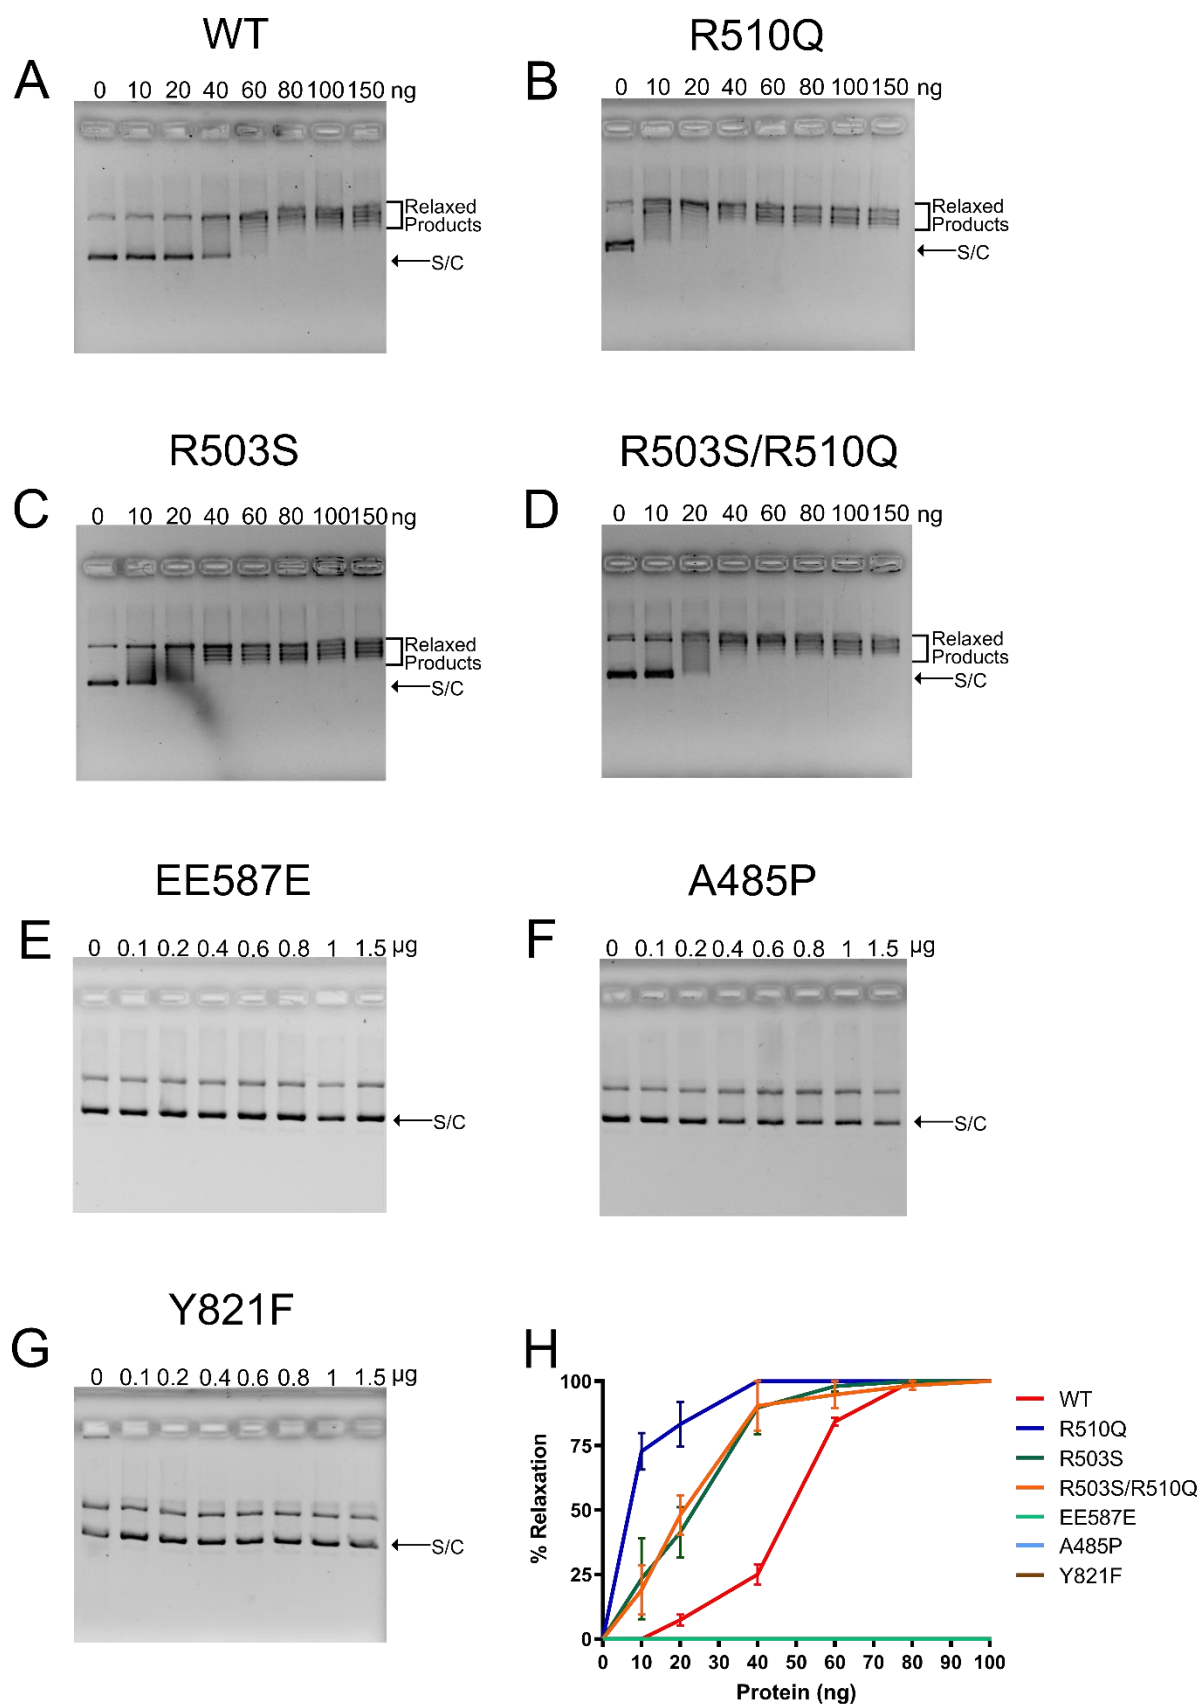 WT
A
0 10 20 40 60 80 100 150 ng
Relaxed
Products
S/C
R510Q
B
0 10 20 40 60 80 100 150 ng
Relaxed
Products
S/C
R503S
C
0 10 20 40 60 80 100 150 ng
Relaxed
Products
S/C
R503S/R510Q
D
0 10 20 40 60 80 100 150 ng
Relaxed
Products
S/C
EE587E
E
0 0.1 0.2 0.4 0.6 0.8 1 1.5 µg
S/C
A485P
F
0 0.1 0.2 0.4 0.6 0.8 1 1.5 µg
S/C
Y821F
G
0 0.1 0.2 0.4 0.6 0.8 1 1.5 µg
S/C
H
% Relaxation
100
75
50
25
0
0 10 20 30 40 50 60 70 80 90 100
Protein (ng)
WT
R510Q
R503S
R503S/R510Q
EE587E
A485P
Y821F